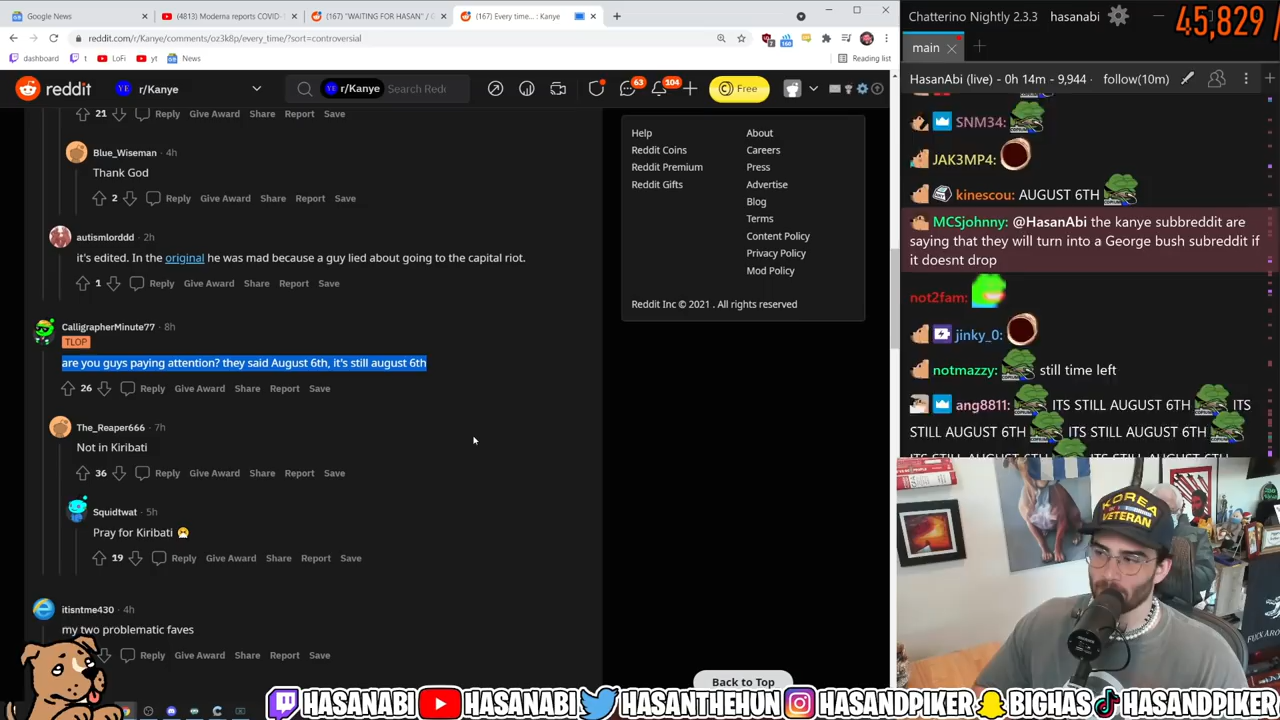 Google News
(4813) Moderna reports COVID-
(167) "WAITING FOR HASAN" /
(167) Every time... : Kanye
reddit.com/r/Kanye/comments/oz3k8p/every_time/?sort=controversial
dashboard
t
LoFi
yt
News
Reading list
reddit
r/Kanye
r/Kanye
Search Redd
63
104
Free
21
Reply Give Award Share Report Save
Blue_Wiseman · 4h
Thank God
2
Reply Give Award Share Report Save
autismlorddd · 2h
it's edited. In the original he was mad because a guy lied about going to the capital riot.
1
Reply Give Award Share Report Save
CalligrapherMinute77 · 8h
TLOP
are you guys paying attention? they said August 6th, it's still august 6th
26
Reply Give Award Share Report Save
The_Reaper666 · 7h
Not in Kiribati
36
Reply Give Award Share Report Save
Squidtwat · 5h
Pray for Kiribati 😷
19
Reply Give Award Share Report Save
itisntme430 · 4h
my two problematic faves
Reply Give Award Share Report Save
Help
About
Reddit Coins
Careers
Reddit Premium
Press
Reddit Gifts
Advertise
Blog
Terms
Content Policy
Privacy Policy
Mod Policy
Reddit Inc © 2021 . All rights reserved
Back to Top
Chatterino Nightly 2.3.3
hasanabi
45,829 /
main
HasanAbi (live) - 0h 14m - 9,944
follow(10m)
SNM34:
JAK3MP4:
kinescou: AUGUST 6TH
MCSjohnny: @HasanAbi the kanye subbreddit are
saying that they will turn into a George bush subreddit if
it doesnt drop
not2fam:
jinky_0:
notmazzy: still time left
ang8811: ITS STILL AUGUST 6TH ITS
STILL AUGUST 6TH ITS STILL AUGUST 6TH
KOREA
VETERAN
HASANABI
HASANABI
HASANTHEHUN
HASANDPIKER
BIGHAS
HASANDPIKER